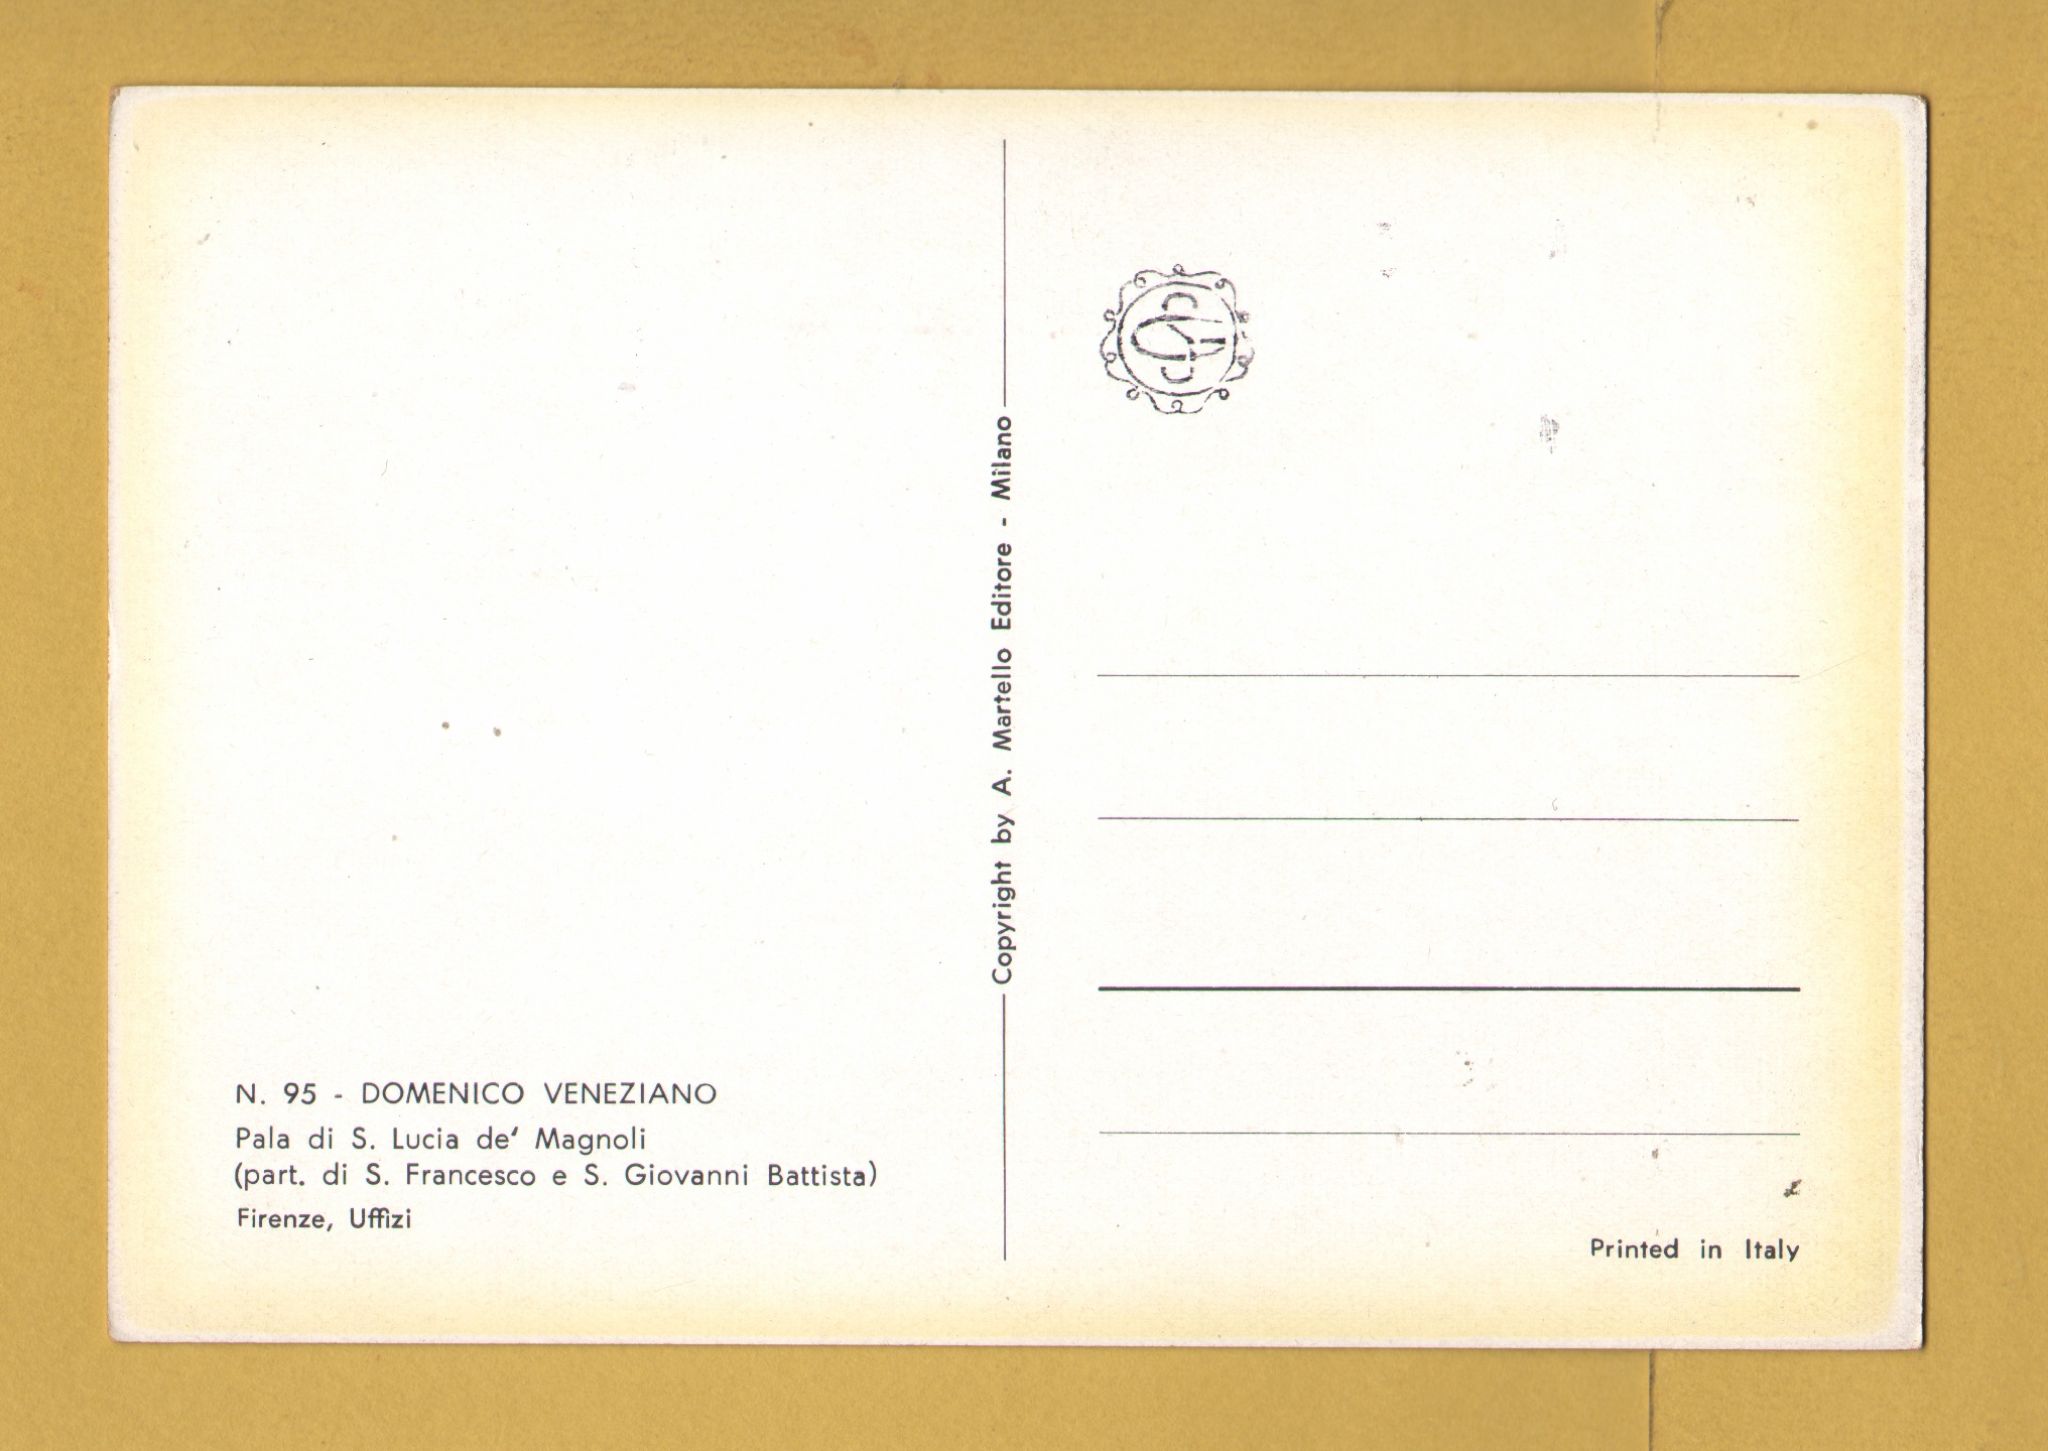 N. 95 - DOMENICO VENEZIANO
Pala di S. Lucia de' Magnoli
(part. di S. Francesco e S. Giovanni Battista)
Firenze, Uffizi
Copyright by A. Martello Editore - Milano
Printed in Italy